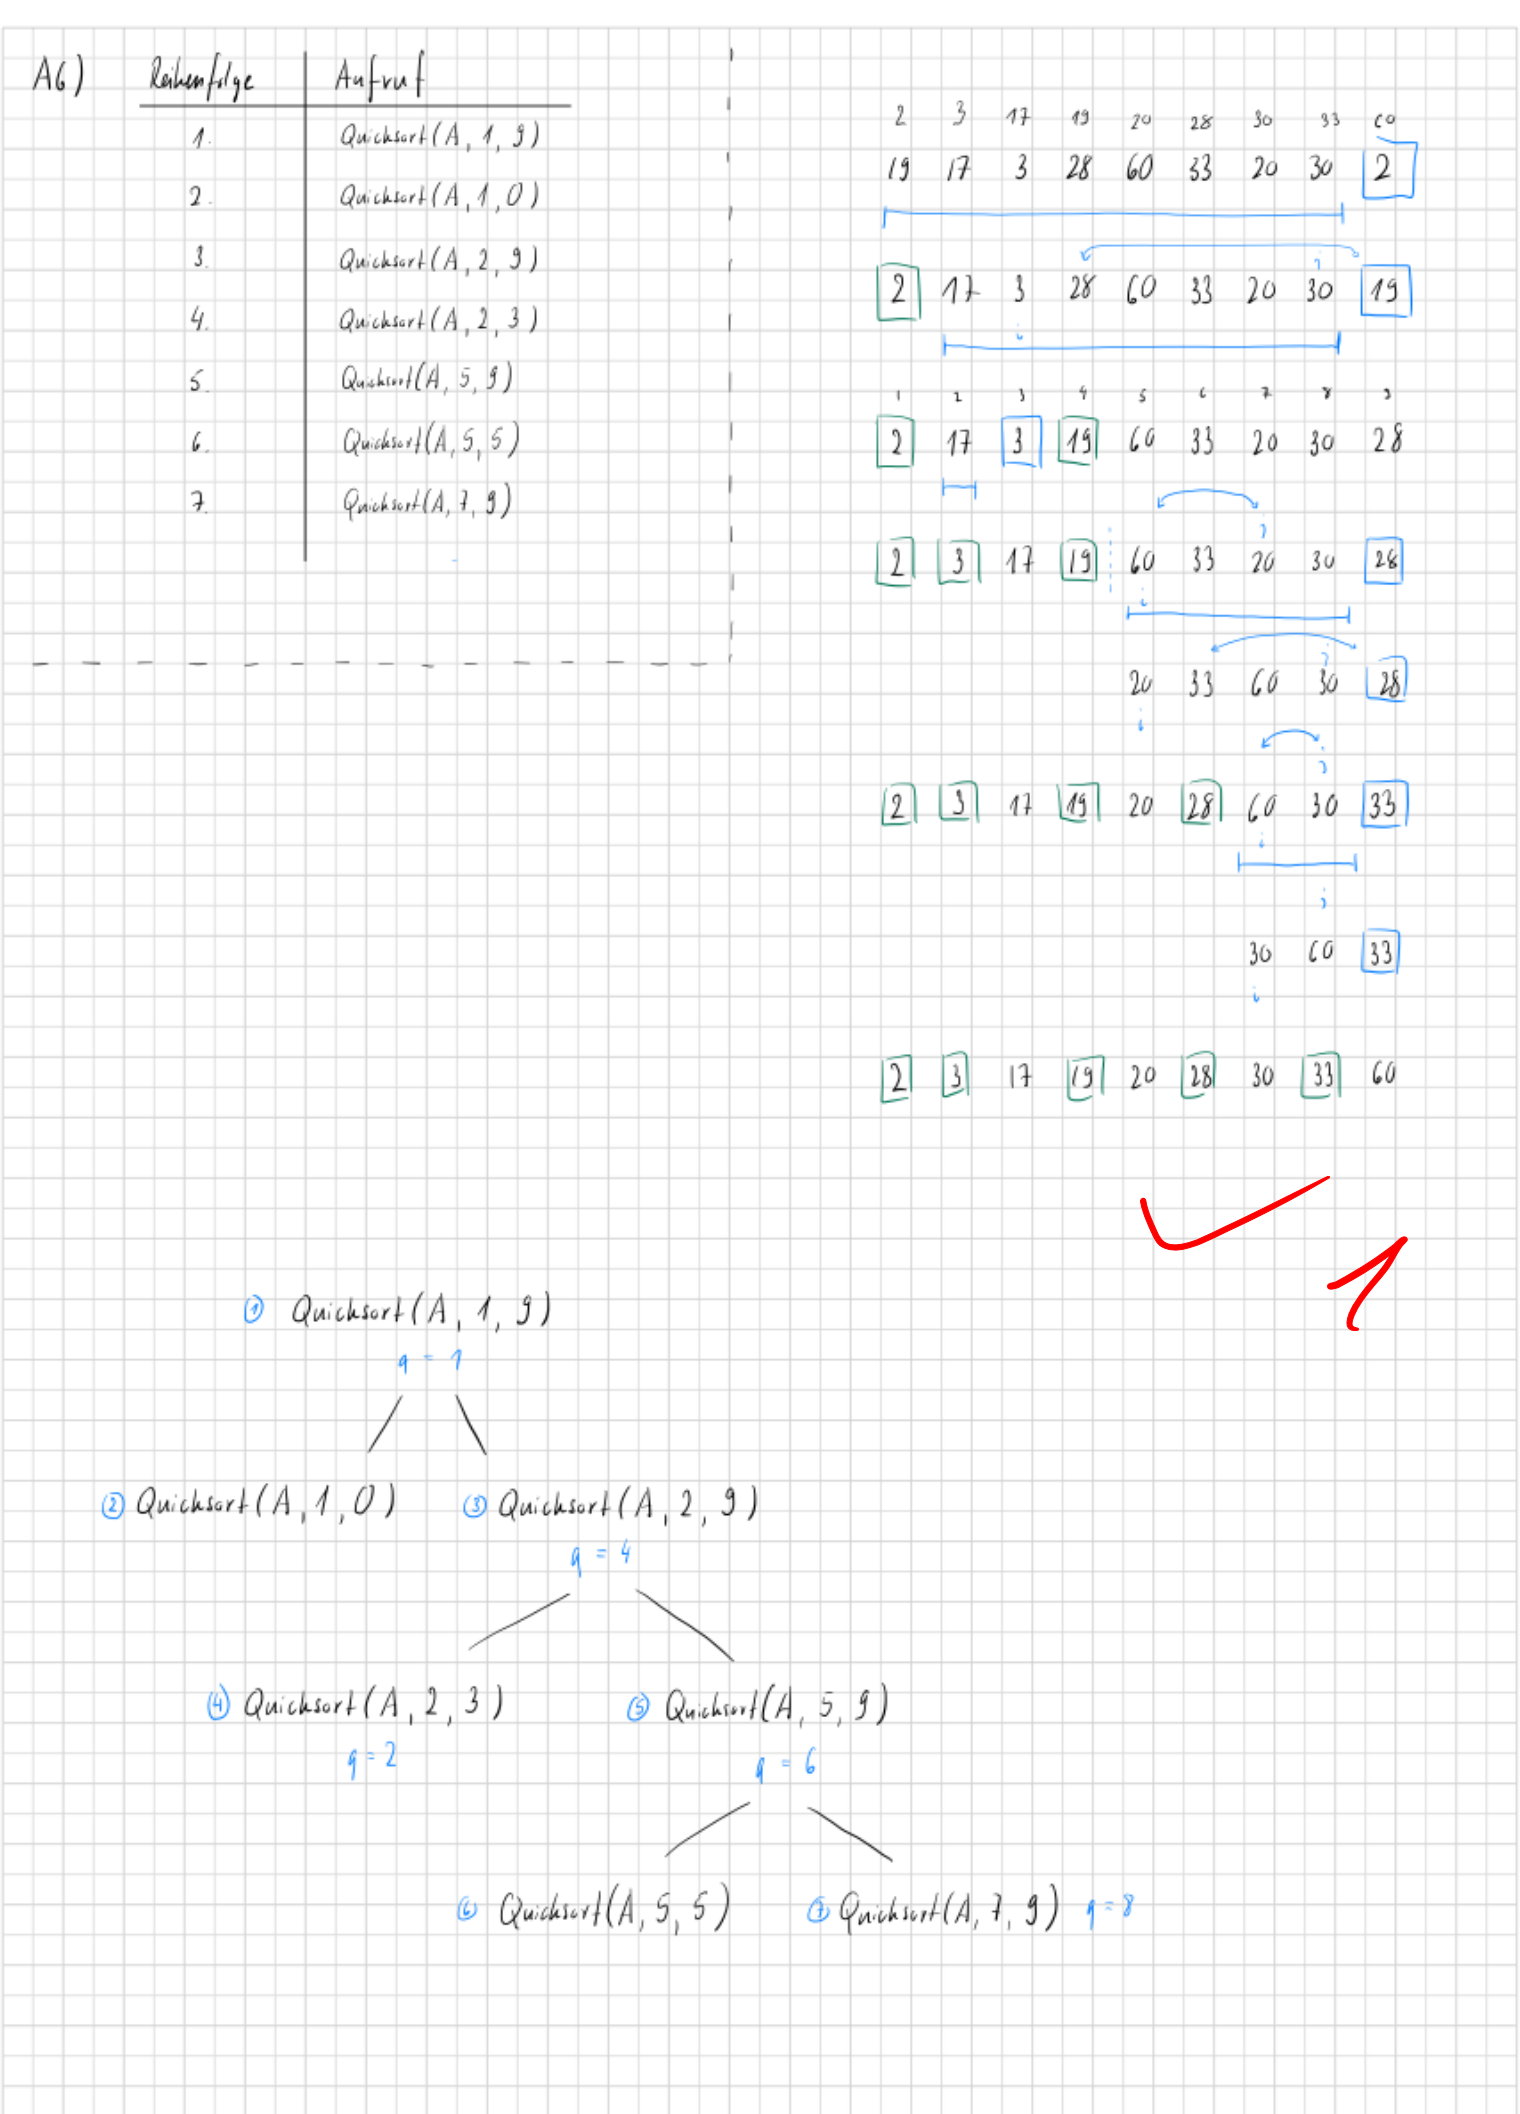 A6) Reihenfolge Aufruf
1. Quicksort(A, 1, 9)
2. Quicksort(A, 1, 0)
3. Quicksort(A, 2, 9)
4. Quicksort(A, 2, 3)
5. Quicksort(A, 5, 9)
6. Quicksort(A, 5, 5)
7. Quicksort(A, 7, 9)
2 3 17 19 20 28 30 33 60
19 17 3 28 60 33 20 30 2
j
2 17 3 28 60 33 20 30 19
i
1 2 3 4 5 6 7 8 9
2 17 3 19 60 33 20 30 28
j
2 3 17 19 60 33 20 30 28
i
j
20 33 60 30 28
i
j
2 3 17 19 20 28 60 30 33
i
j
30 60 33
i
2 3 17 19 20 28 30 33 60
1
① Quicksort(A, 1, 9)
q = 1
② Quicksort(A, 1, 0) ③ Quicksort(A, 2, 9)
q = 4
④ Quicksort(A, 2, 3) ⑤ Quicksort(A, 5, 9)
q = 2 q = 6
⑥ Quicksort(A, 5, 5) ⑦ Quicksort(A, 7, 9) q = 8